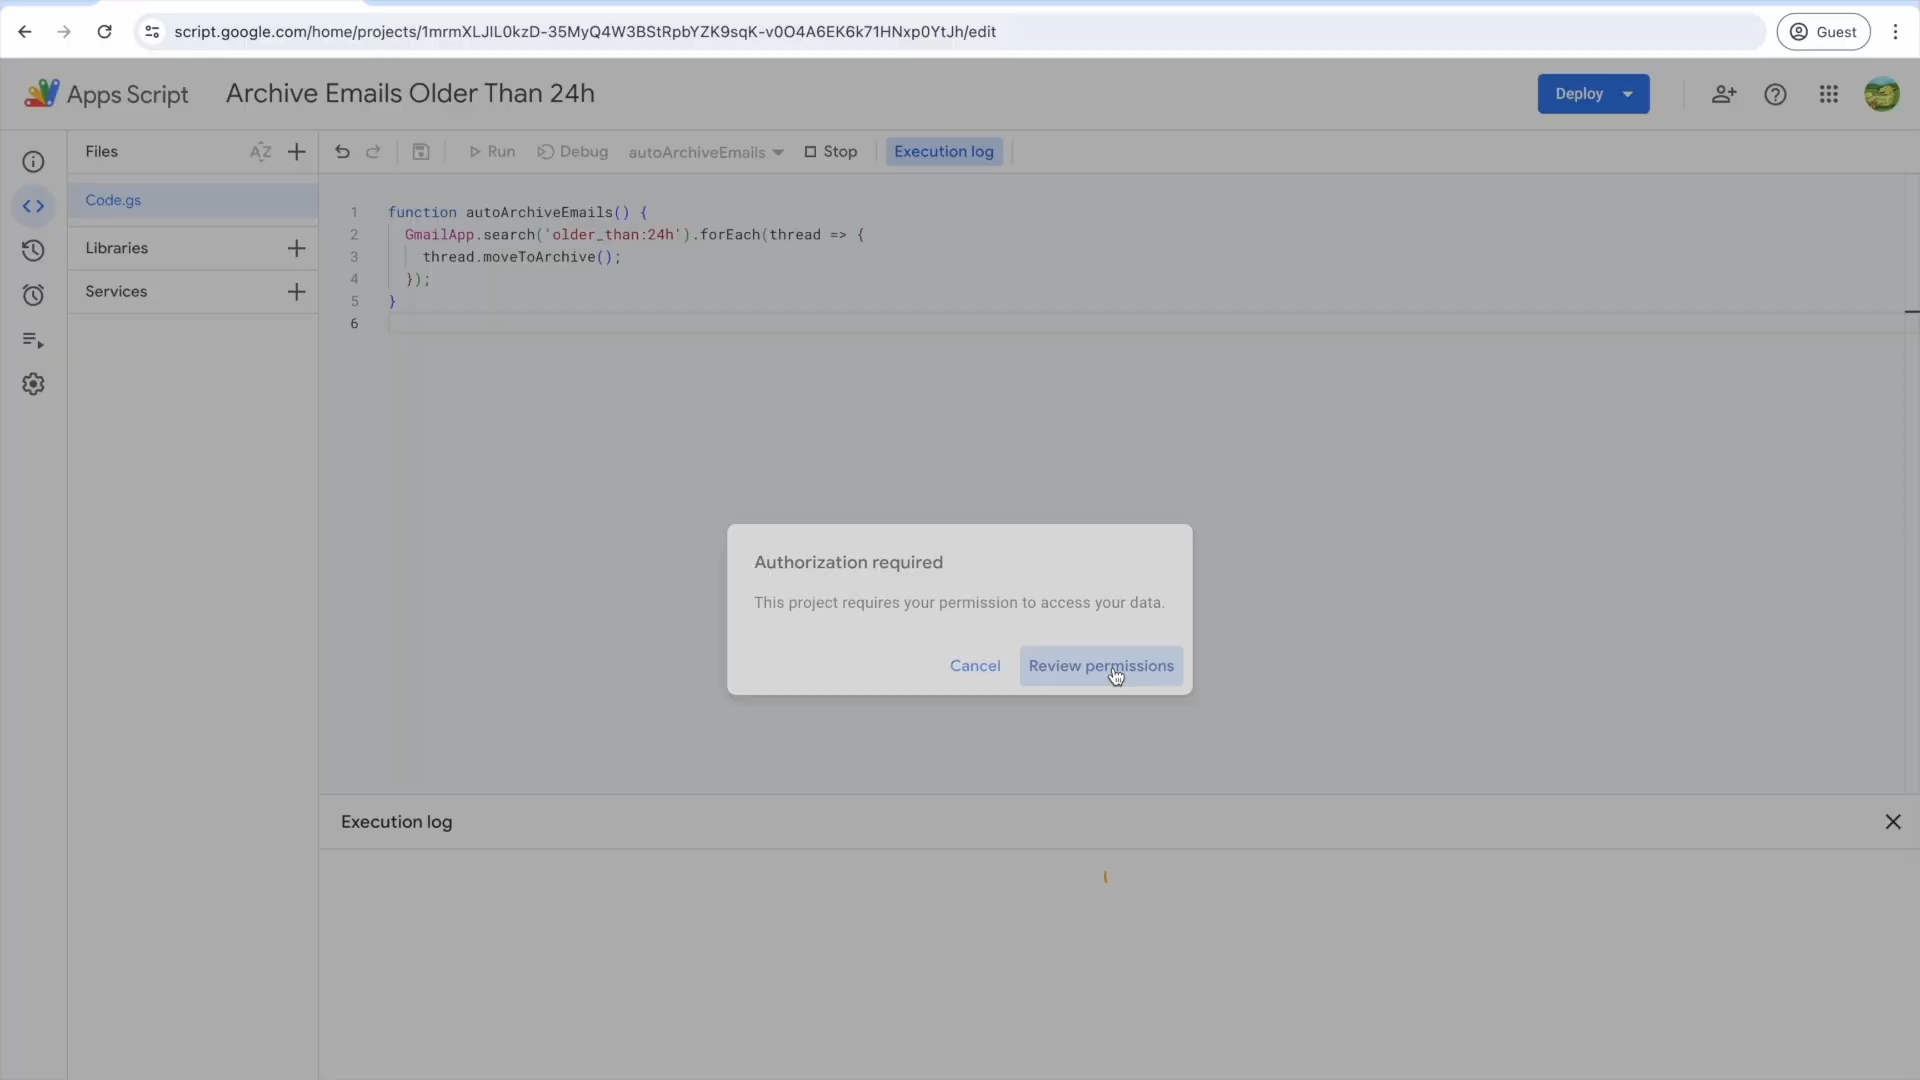 script.google.com/home/projects/1mrmXLJIL0kzD-35MyQ4W3BStRpbYZK9sqK-v0O4A6EK6k71HNxp0YtJh/edit
Guest
Apps Script
Archive Emails Older Than 24h
Deploy
Files
AZ
Run
Debug
autoArchiveEmails
Stop
Execution log
Code.gs
Libraries
Services
1 function autoArchiveEmails() {
2 GmailApp.search('older_than:24h').forEach(thread => {
3 thread.moveToArchive();
4 });
5 }
6
Authorization required
This project requires your permission to access your data.
Cancel
Review permissions
Execution log